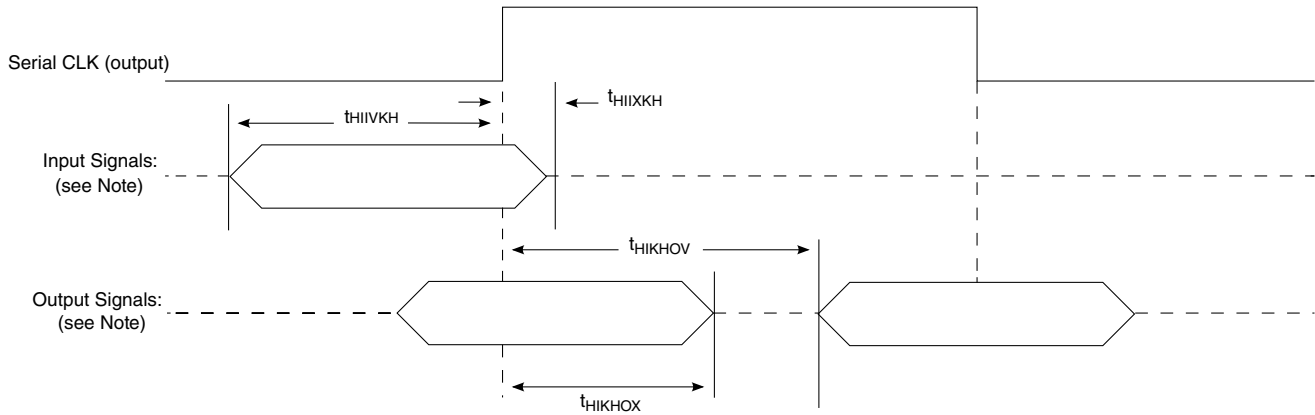 Serial CLK (output)
tHIIXKH
tHIIVKH
Input Signals:
(see Note)
tHIKHOV
Output Signals:
(see Note)
tHIKHOX